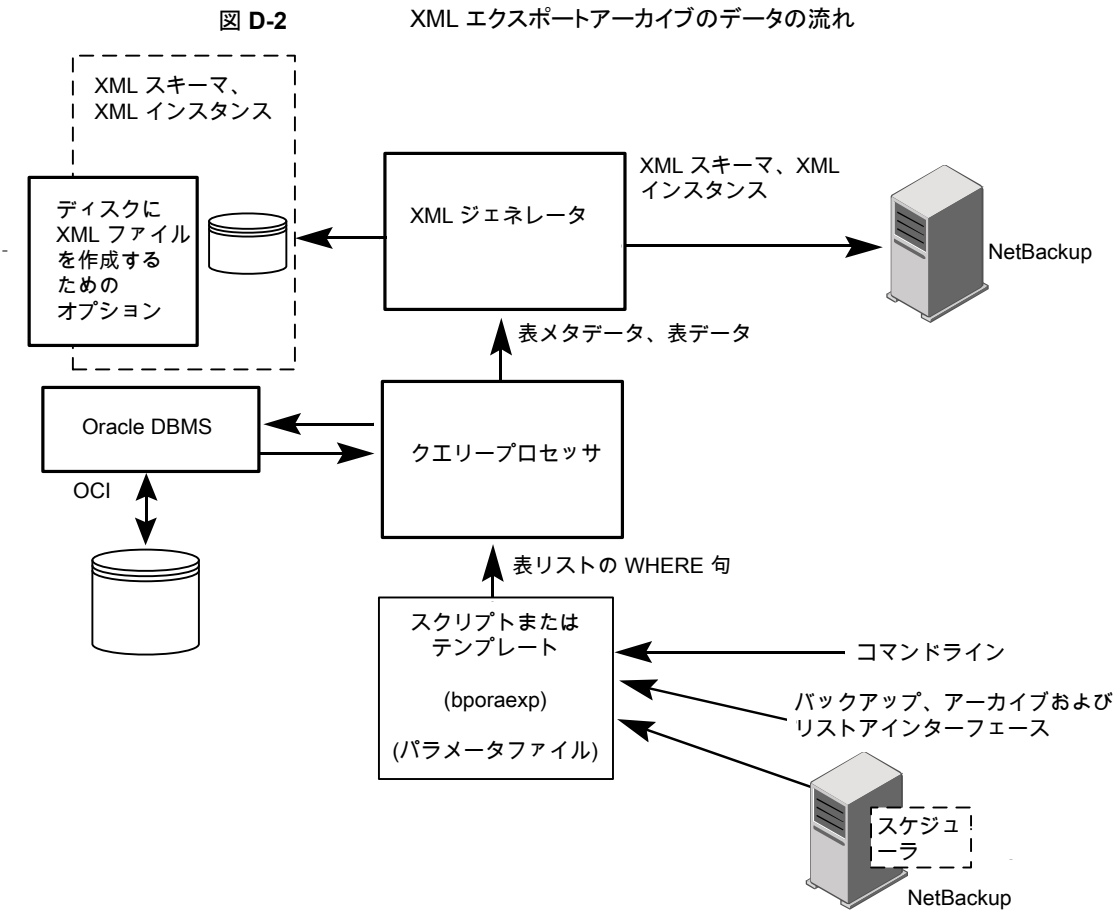 図 D-2 XML エクスポートアーカイブのデータの流れ
XML スキーマ、
XML インスタンス
ディスクに
XML ファイル
を作成する
ための
オプション
XML ジェネレータ
XML スキーマ、XML
インスタンス
NetBackup
表メタデータ、表データ
Oracle DBMS
クエリープロセッサ
OCI
表リストの WHERE 句
スクリプトまたは
テンプレート
(bporaexp)
(パラメータファイル)
コマンドライン
バックアップ、アーカイブおよび
リストアインターフェース
スケジュ
ーラ
NetBackup